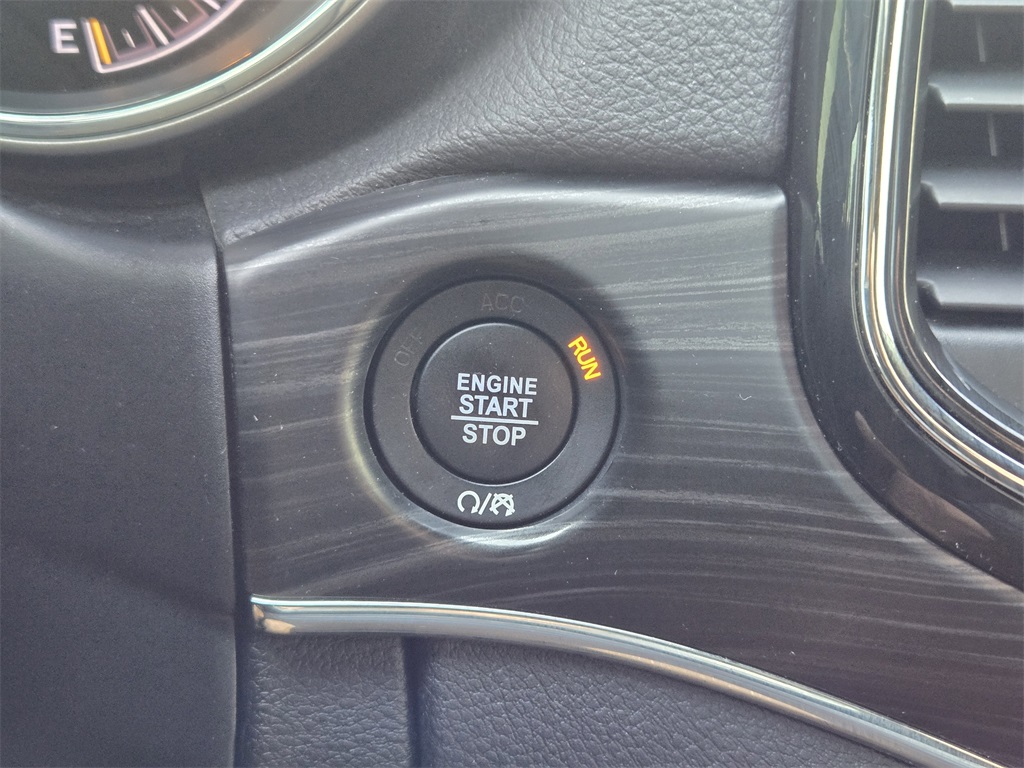 E
ACC
OFF
RUN
ENGINE
START
STOP